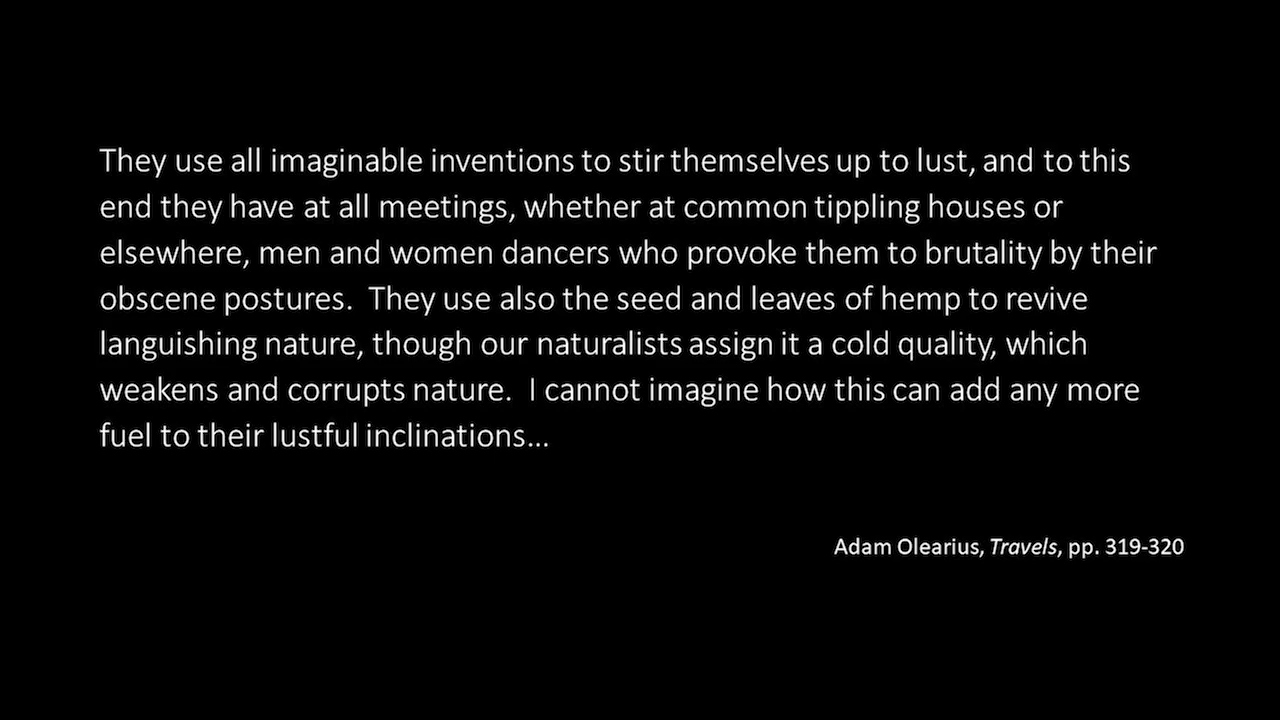 They use all imaginable inventions to stir themselves up to lust, and to this
end they have at all meetings, whether at common tippling houses or
elsewhere, men and women dancers who provoke them to brutality by their
obscene postures.  They use also the seed and leaves of hemp to revive
languishing nature, though our naturalists assign it a cold quality, which
weakens and corrupts nature.  I cannot imagine how this can add any more
fuel to their lustful inclinations...
Adam Olearius, Travels, pp. 319-320